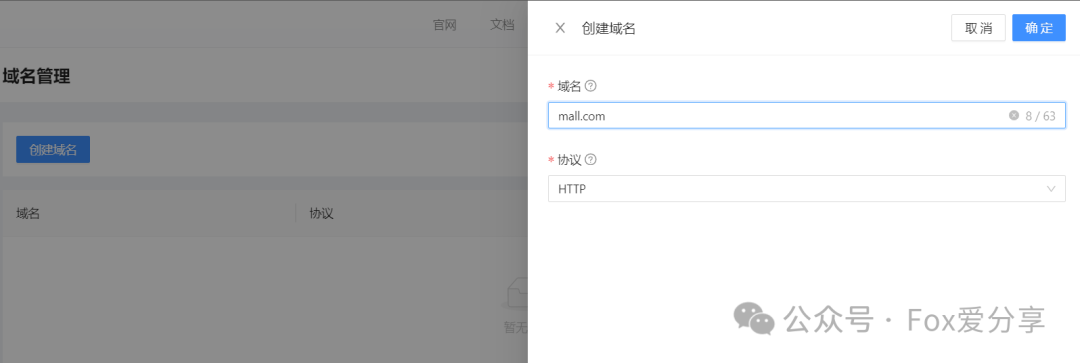 官网 文档
创建域名 取 消 确 定
域名管理
* 域名
mall.com 8 / 63
创建域名
* 协议
HTTP
域名 协议
公众号 · Fox爱分享
暂无